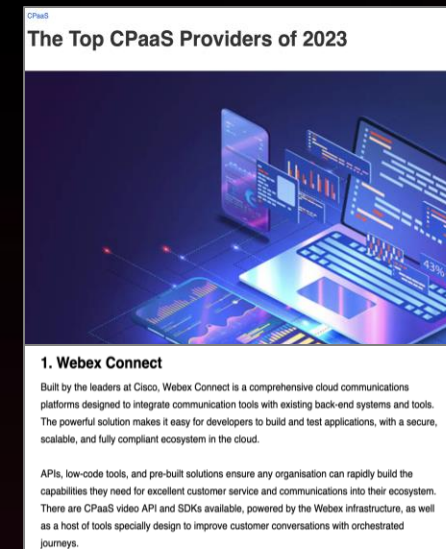 CPaaS
The Top CPaaS Providers of 2023
43%
1. Webex Connect
Built by the leaders at Cisco, Webex Connect is a comprehensive cloud communications
platforms designed to integrate communication tools with existing back-end systems and tools.
The powerful solution makes it easy for developers to build and test applications, with a secure,
scalable, and fully compliant ecosystem in the cloud.
APIs, low-code tools, and pre-built solutions ensure any organisation can rapidly build the
capabilities they need for excellent customer service and communications into their ecosystem.
There are CPaaS video API and SDKs available, powered by the Webex infrastructure, as well
as a host of tools specially design to improve customer conversations with orchestrated
journeys.